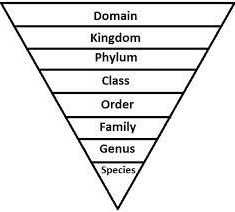 Domain
Kingdom
Phylum
Class
Order
Family
Genus
Species